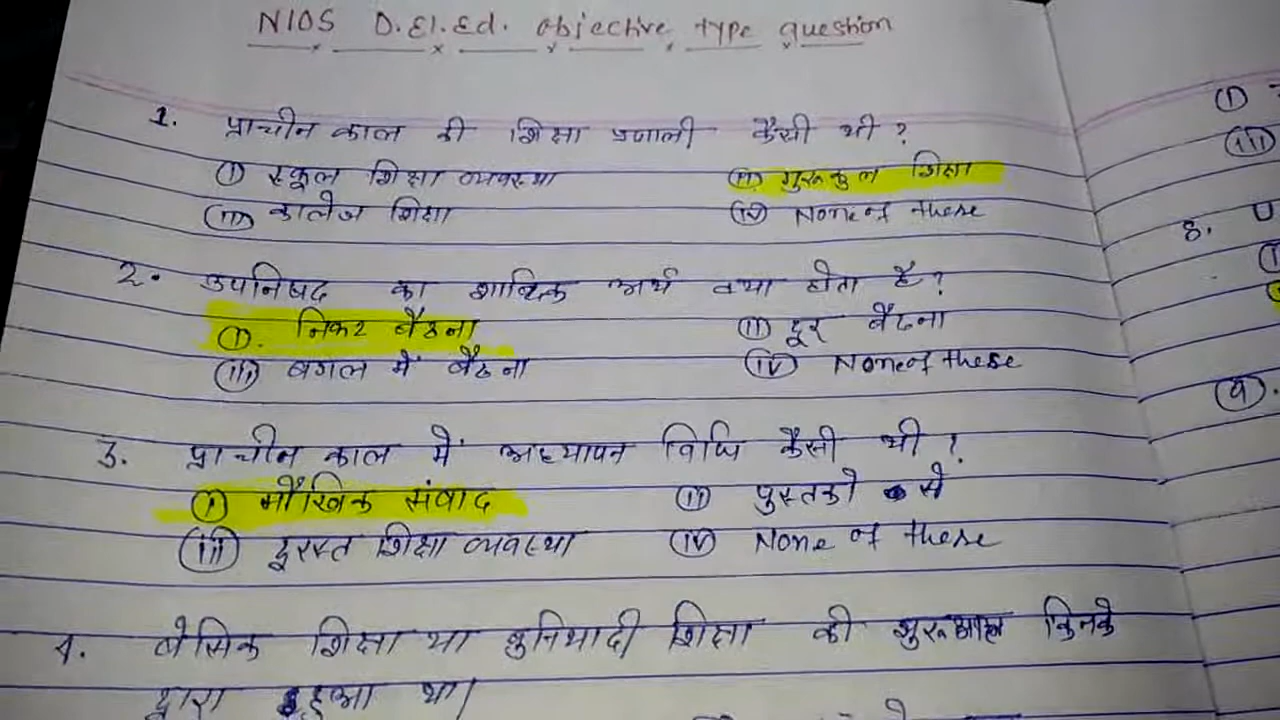 NIOS D.El.Ed. objective type question
1. प्राचीन काल की शिक्षा प्रणाली कैसी थी ?
(i) स्कूल शिक्षा व्यवस्था (ii) गुरुकुल शिक्षा
(iii) कालेज शिक्षा (iv) None of these
2. उपनिषद का शाब्दिक अर्थ क्या होता है ?
(i). निकट बैठना (ii) दूर बैठना
(iii) बगल में बैठना (iv) None of these
3. प्राचीन काल में अध्यापन विधि कैसी थी ?
(i) मौखिक संवाद (ii) पुस्तको से
(iii) दूरस्त शिक्षा व्यवस्था (iv) None of these
4. बेसिक शिक्षा या बुनियादी शिक्षा की किनके
द्वारा हुआ था।
(i)
(iii)
8.